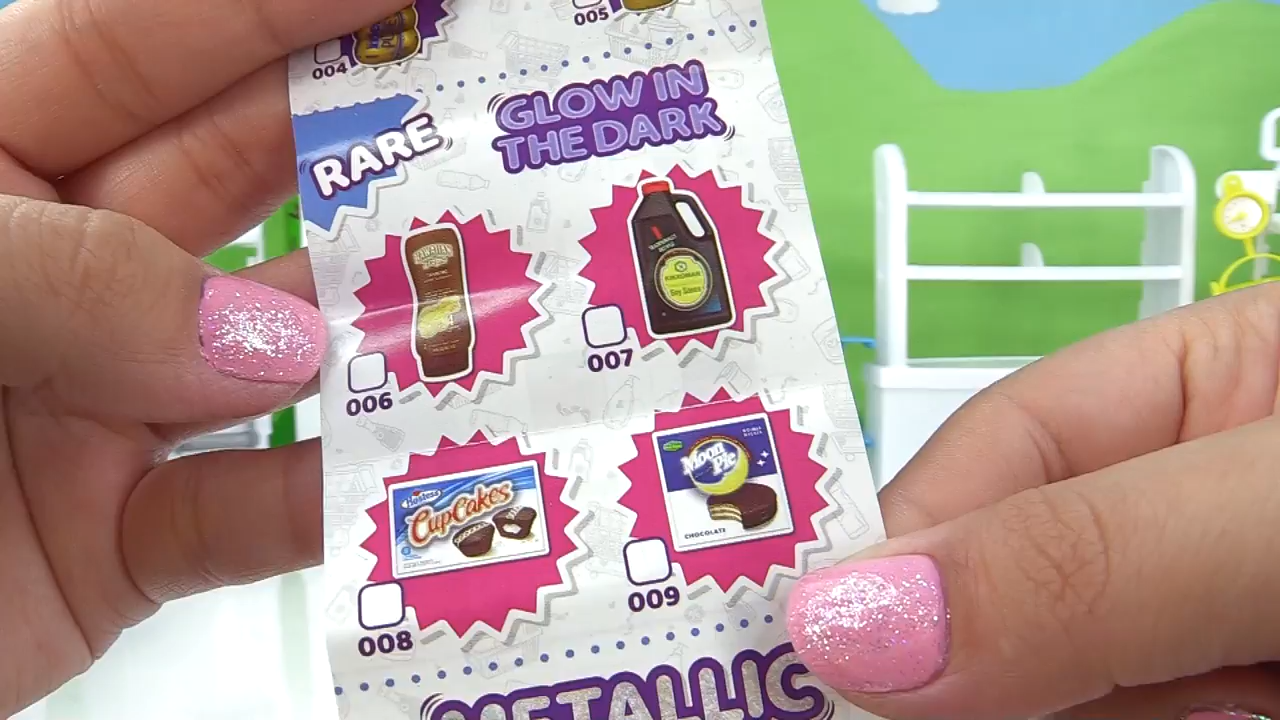 004
005
RARE
GLOW IN
THE DARK
HAWAIIAN
KIKKOMAN
Soy Sauce
006
007
Hostess
CupCakes
Moon
Pie
CHOCOLATE
008
009
METALLIC